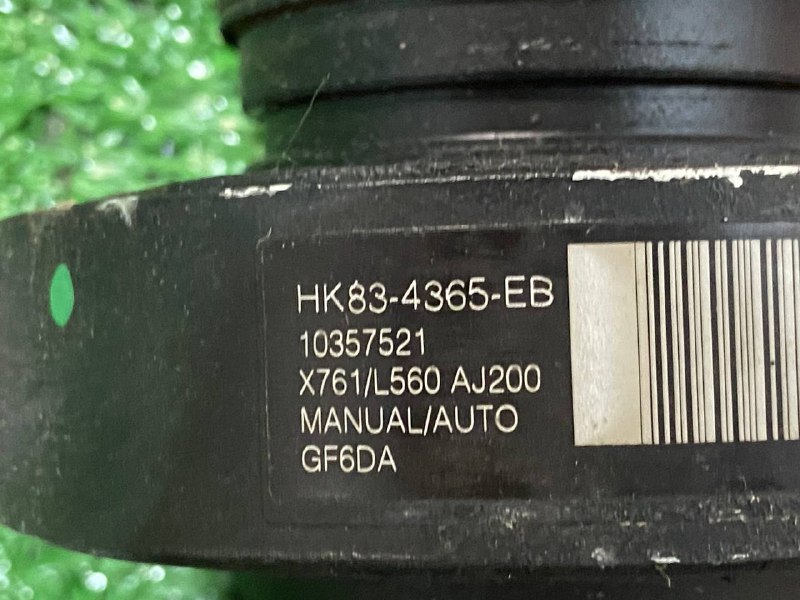 HK83-4365-EB
10357521
X761/L560 AJ200
MANUAL/AUTO
GF6DA